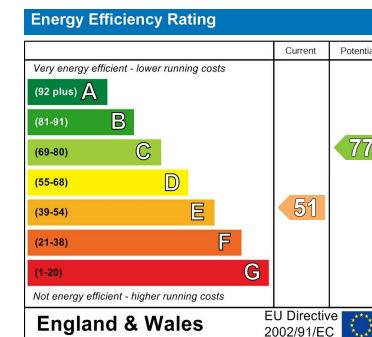 Energy Efficiency Rating
Current Potentia
Very energy efficient - lower running costs
(92 plus) A
(81-91) B
(69-80) C
77
(55-68) D
(39-54) E
51
(21-38) F
(1-20) G
Not energy efficient - higher running costs
England & Wales
EU Directive
2002/91/EC